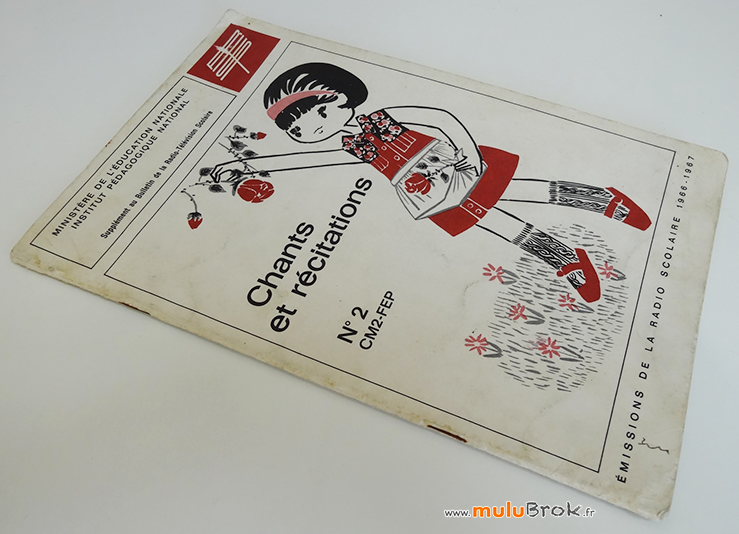 MINISTÈRE DE L'ÉDUCATION NATIONALE
INSTITUT PÉDAGOGIQUE NATIONAL
Supplément au Bulletin de la Radio-Télévision Scolaire
Chants
et récitations
N° 2
CM2-FEP
ÉMISSIONS DE LA RADIO SCOLAIRE 1966-1967
www.muluBrok.fr